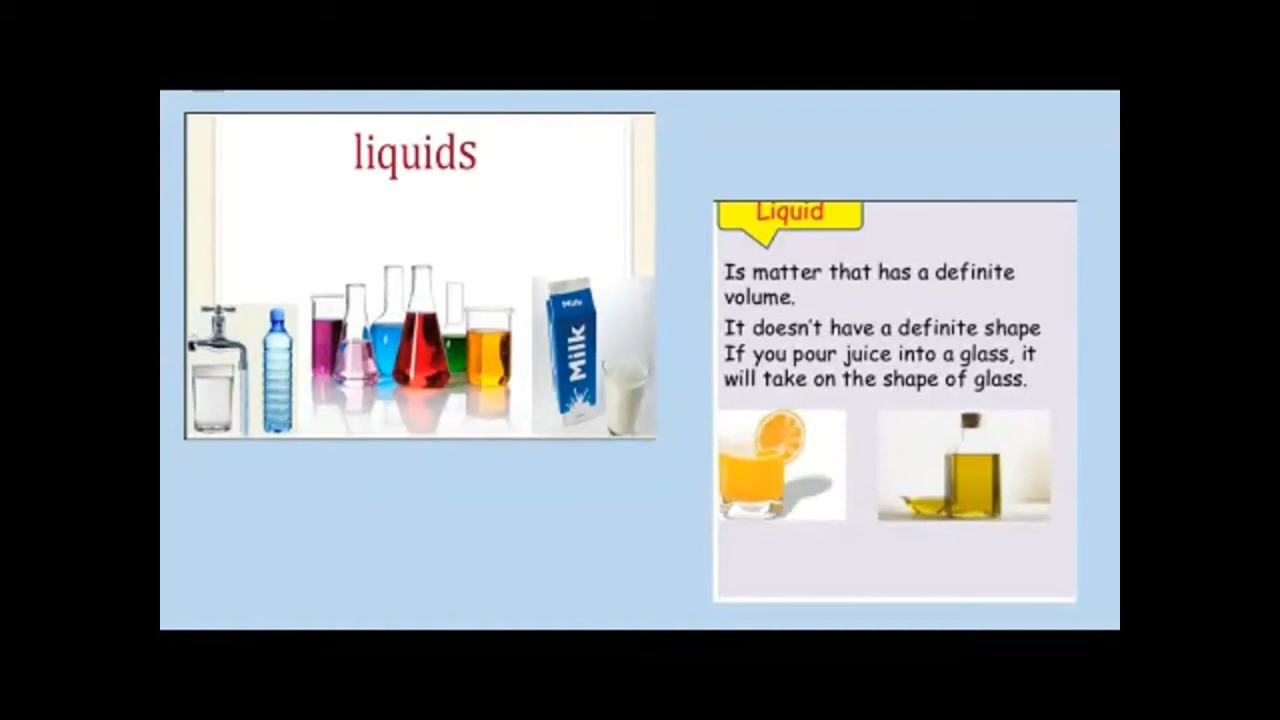 liquids
Milk
Milk
Liquid
Is matter that has a definite
volume.
It doesn't have a definite shape
If you pour juice into a glass, it
will take on the shape of glass.